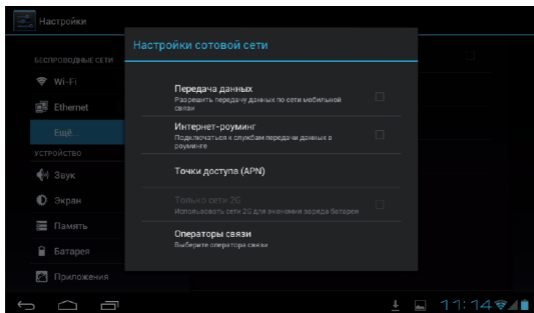 Настройки
Настройки сотовой сети
БЕСПРОВОДНЫЕ СЕТИ
Wi-Fi
Ethernet
Ещё...
УСТРОЙСТВО
Звук
Экран
Память
Батарея
Приложения
Передача данных
Разрешить передачу данных по сети мобильной
связи
Интернет-роуминг
Подключаться к службам передачи данных в
роуминге
Точки доступа (APN)
Только сети 2G
Использовать сети 2G для экономии заряда батареи
Операторы связи
Выберите оператора связи
11:14